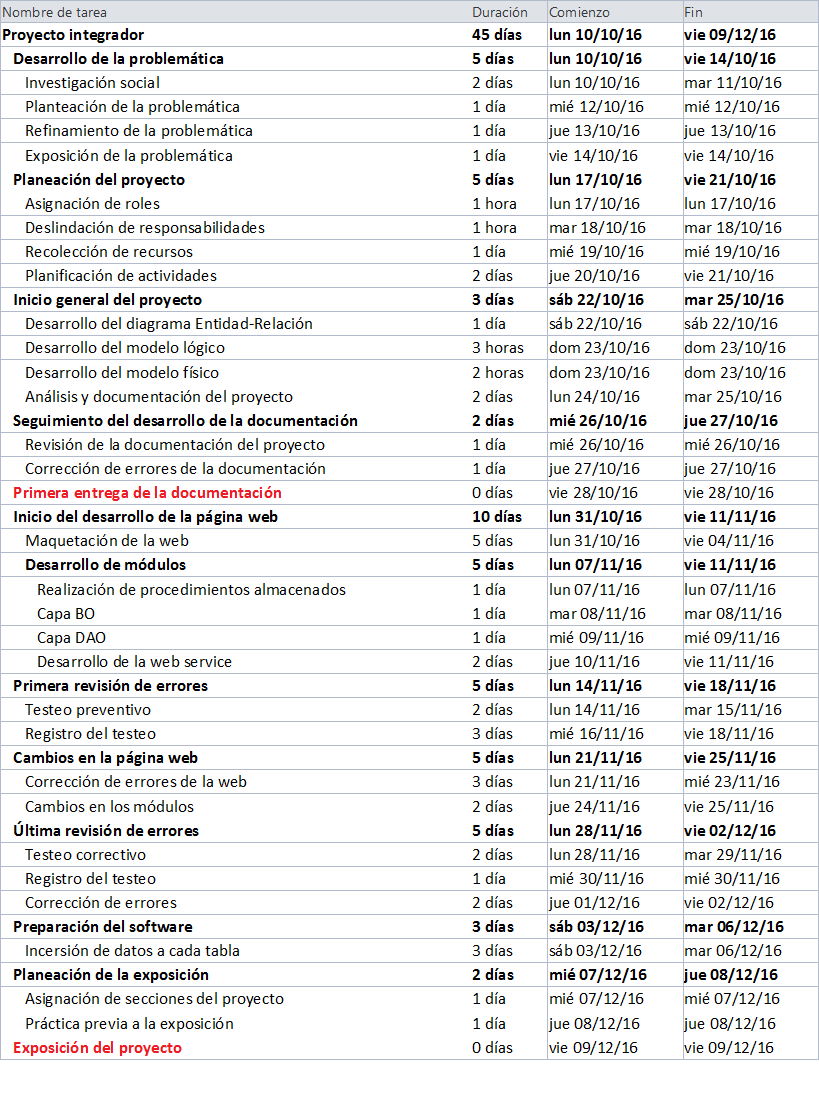 Nombre de tarea Duración Comienzo Fin
Proyecto integrador 45 días lun 10/10/16 vie 09/12/16
Desarrollo de la problemática 5 días lun 10/10/16 vie 14/10/16
Investigación social 2 días lun 10/10/16 mar 11/10/16
Planteación de la problemática 1 día mié 12/10/16 mié 12/10/16
Refinamiento de la problemática 1 día jue 13/10/16 jue 13/10/16
Exposición de la problemática 1 día vie 14/10/16 vie 14/10/16
Planeación del proyecto 5 días lun 17/10/16 vie 21/10/16
Asignación de roles 1 hora lun 17/10/16 lun 17/10/16
Deslindación de responsabilidades 1 hora mar 18/10/16 mar 18/10/16
Recolección de recursos 1 día mié 19/10/16 mié 19/10/16
Planificación de actividades 2 días jue 20/10/16 vie 21/10/16
Inicio general del proyecto 3 días sáb 22/10/16 mar 25/10/16
Desarrollo del diagrama Entidad-Relación 1 día sáb 22/10/16 sáb 22/10/16
Desarrollo del modelo lógico 3 horas dom 23/10/16 dom 23/10/16
Desarrollo del modelo físico 2 horas dom 23/10/16 dom 23/10/16
Análisis y documentación del proyecto 2 días lun 24/10/16 mar 25/10/16
Seguimiento del desarrollo de la documentación 2 días mié 26/10/16 jue 27/10/16
Revisión de la documentación del proyecto 1 día mié 26/10/16 mié 26/10/16
Corrección de errores de la documentación 1 día jue 27/10/16 jue 27/10/16
Primera entrega de la documentación 0 días vie 28/10/16 vie 28/10/16
Inicio del desarrollo de la página web 10 días lun 31/10/16 vie 11/11/16
Maquetación de la web 5 días lun 31/10/16 vie 04/11/16
Desarrollo de módulos 5 días lun 07/11/16 vie 11/11/16
Realización de procedimientos almacenados 1 día lun 07/11/16 lun 07/11/16
Capa BO 1 día mar 08/11/16 mar 08/11/16
Capa DAO 1 día mié 09/11/16 mié 09/11/16
Desarrollo de la web service 2 días jue 10/11/16 vie 11/11/16
Primera revisión de errores 5 días lun 14/11/16 vie 18/11/16
Testeo preventivo 2 días lun 14/11/16 mar 15/11/16
Registro del testeo 3 días mié 16/11/16 vie 18/11/16
Cambios en la página web 5 días lun 21/11/16 vie 25/11/16
Corrección de errores de la web 3 días lun 21/11/16 mié 23/11/16
Cambios en los módulos 2 días jue 24/11/16 vie 25/11/16
Última revisión de errores 5 días lun 28/11/16 vie 02/12/16
Testeo correctivo 2 días lun 28/11/16 mar 29/11/16
Registro del testeo 1 día mié 30/11/16 mié 30/11/16
Corrección de errores 2 días jue 01/12/16 vie 02/12/16
Preparación del software 3 días sáb 03/12/16 mar 06/12/16
Incersión de datos a cada tabla 3 días sáb 03/12/16 mar 06/12/16
Planeación de la exposición 2 días mié 07/12/16 jue 08/12/16
Asignación de secciones del proyecto 1 día mié 07/12/16 mié 07/12/16
Práctica previa a la exposición 1 día jue 08/12/16 jue 08/12/16
Exposición del proyecto 0 días vie 09/12/16 vie 09/12/16